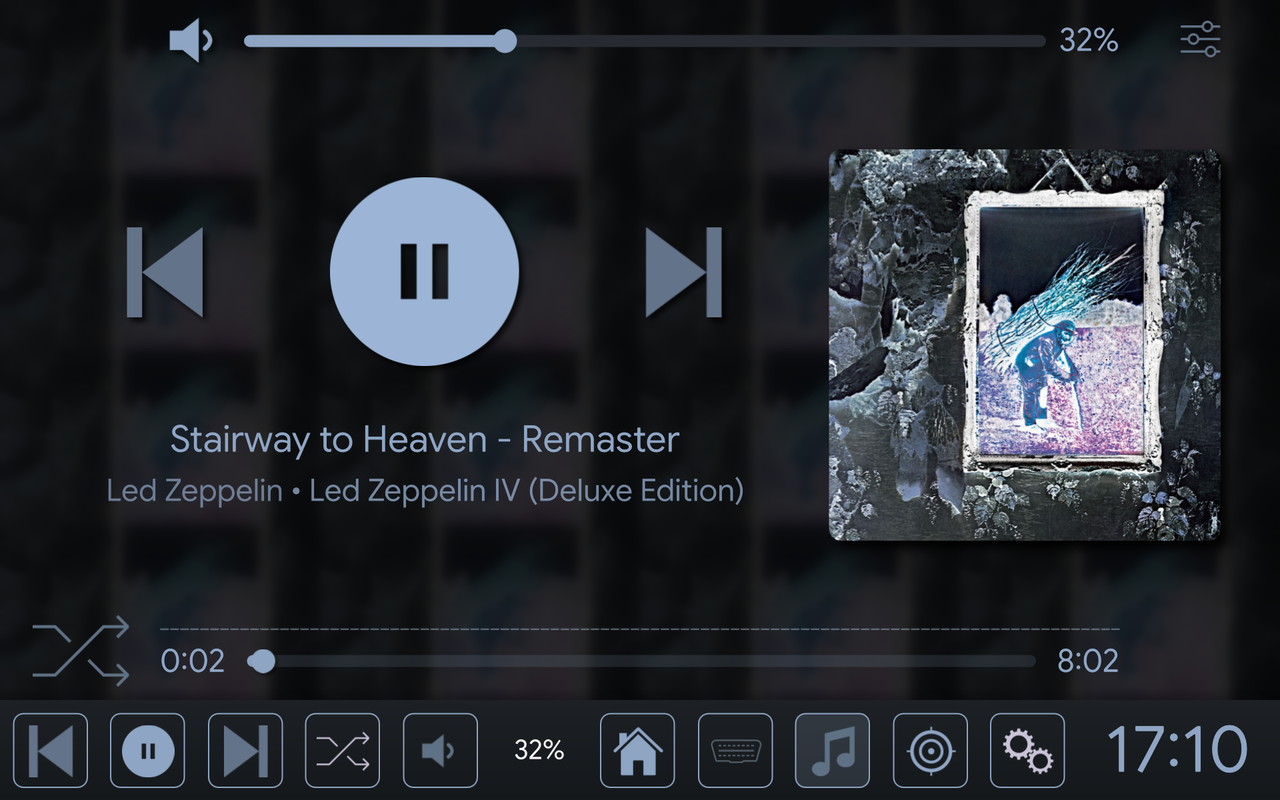 32%
Stairway to Heaven - Remaster
Led Zeppelin • Led Zeppelin IV (Deluxe Edition)
0:02 8:02
32% 17:10